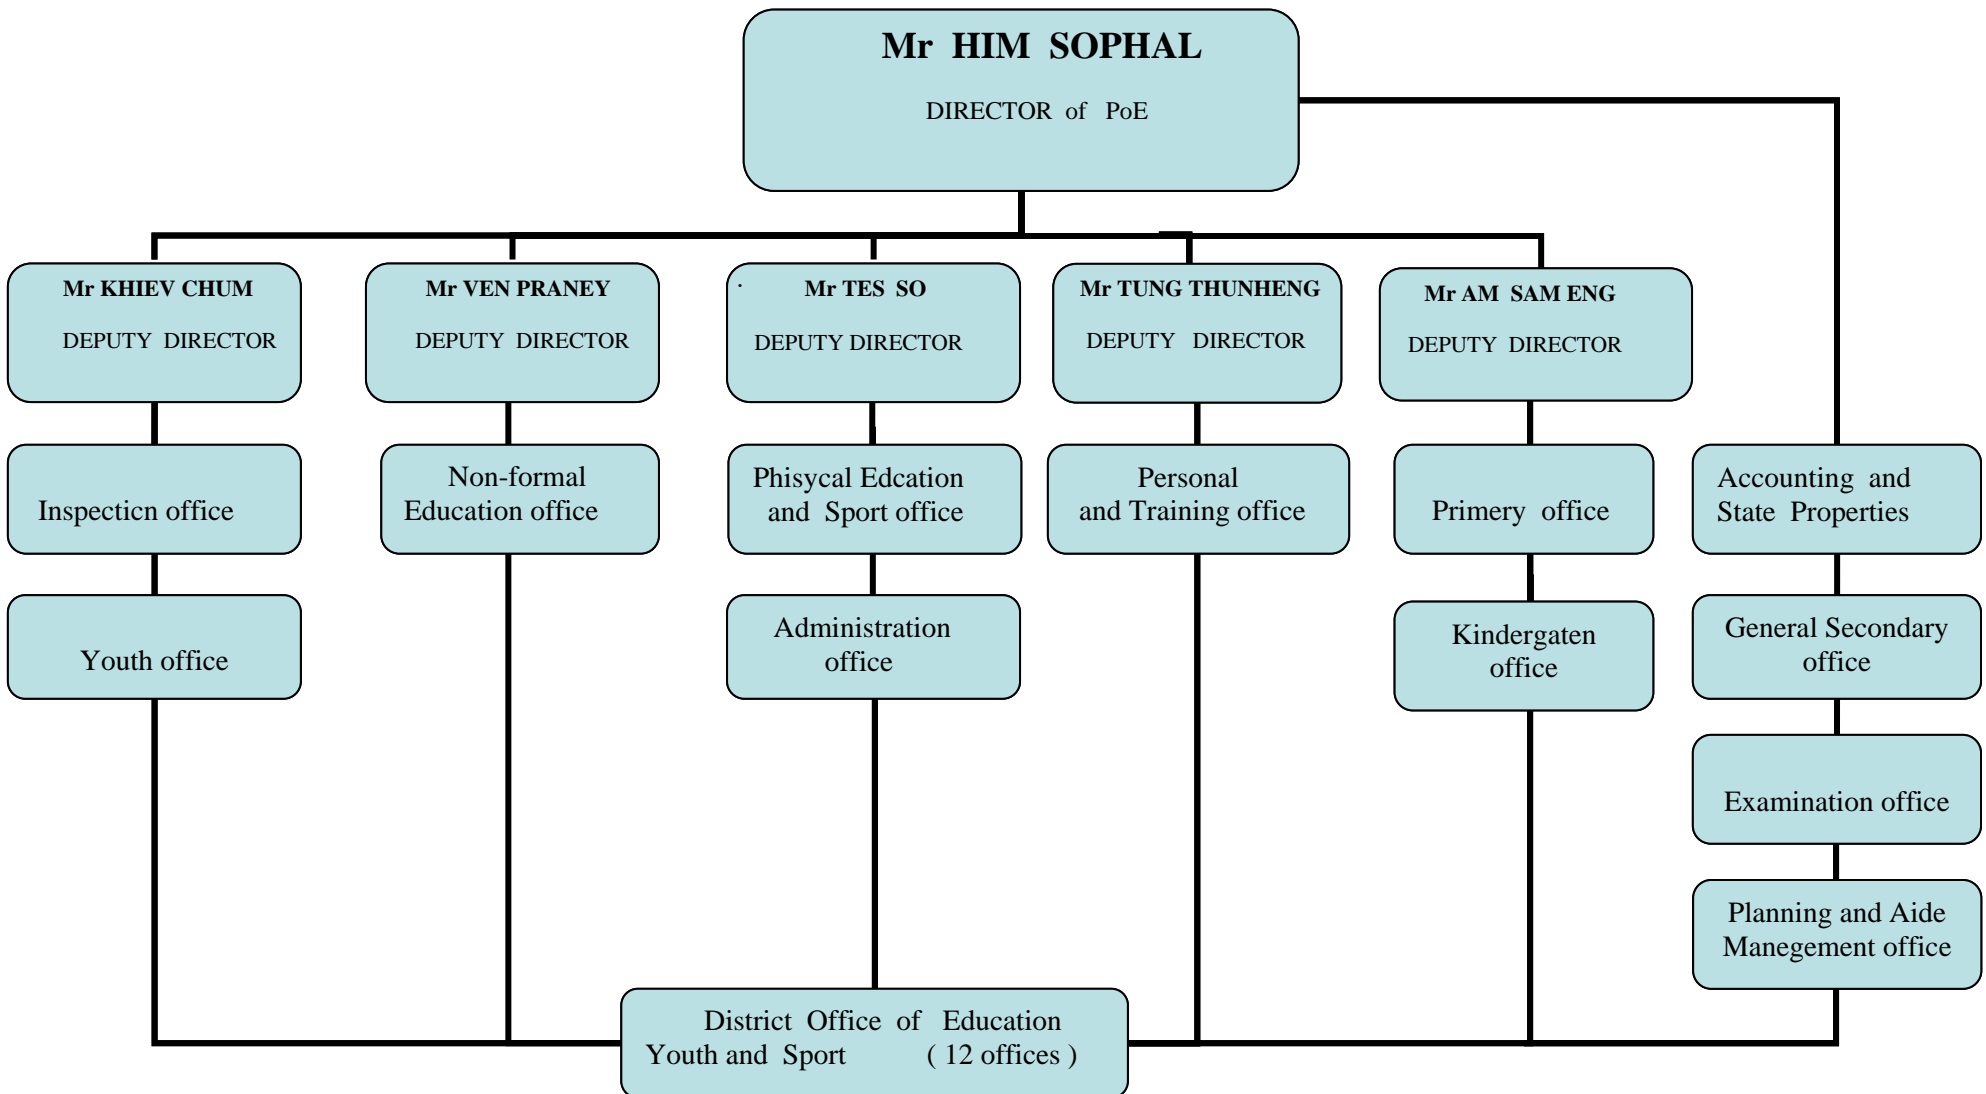 Mr HIM SOPHAL
DIRECTOR of PoE
Mr KHIEV CHUM
DEPUTY DIRECTOR
Mr VEN PRANEY
DEPUTY DIRECTOR
Mr TES SO
DEPUTY DIRECTOR
Mr TUNG THUNHENG
DEPUTY DIRECTOR
Mr AM SAM ENG
DEPUTY DIRECTOR
Inspecticn office
Non-formal
Education office
Phisycal Edcation
and Sport office
Personal
and Training office
Primery office
Accounting and
State Properties
Youth office
Administration
office
Kindergaten
office
General Secondary
office
Examination office
Planning and Aide
Manegement office
District Office of Education
Youth and Sport ( 12 offices )